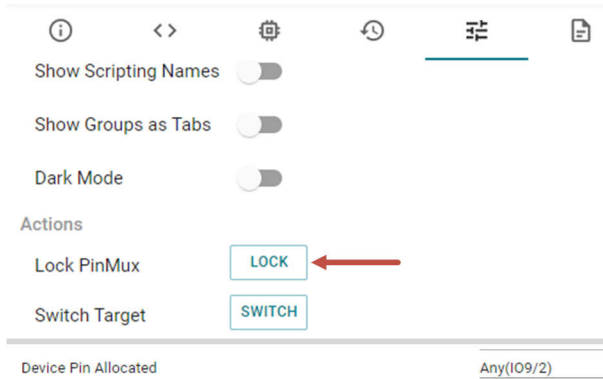 Show Scripting Names
Show Groups as Tabs
Dark Mode
Actions
Lock PinMux LOCK
Switch Target SWITCH
Device Pin Allocated Any(IO9/2)